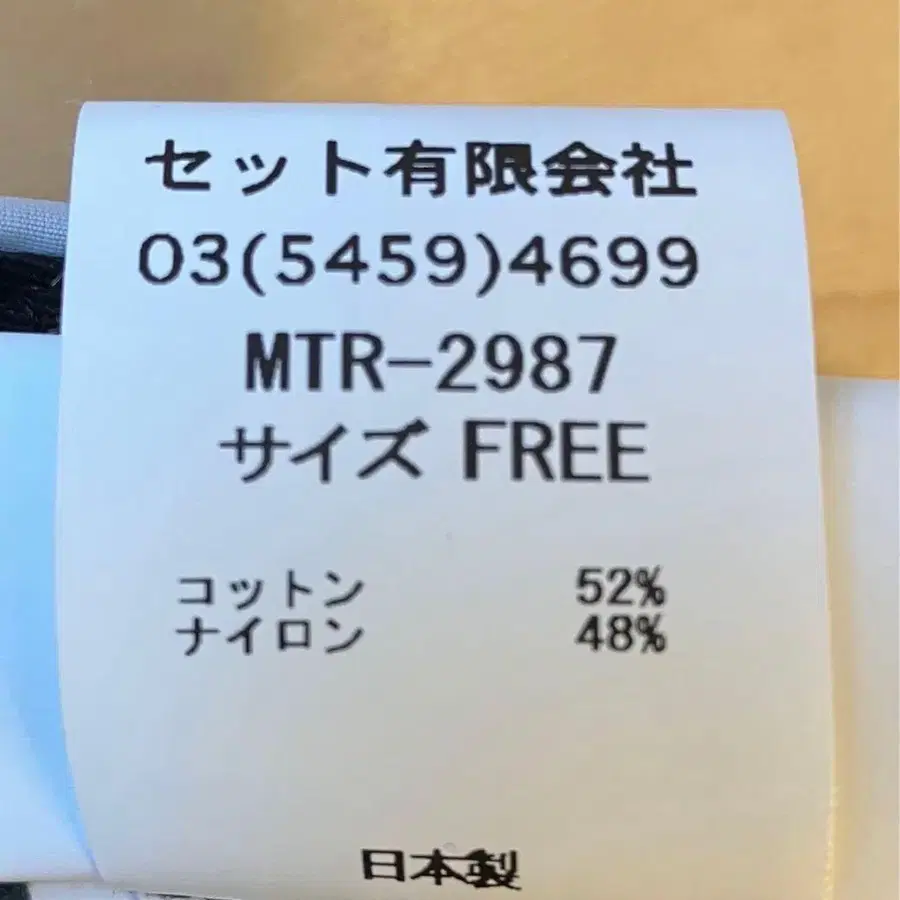 セット有限会社
03(5459)4699
MTR-2987
サイズ FREE
コットン 52%
ナイロン 48%
日本製